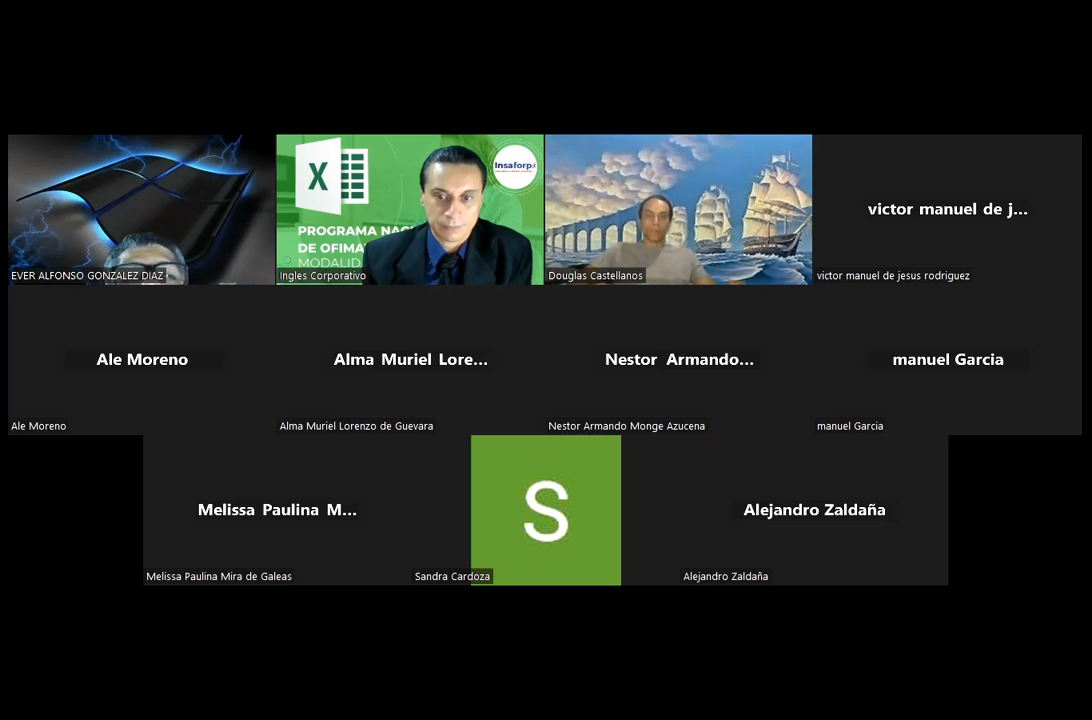 X
Insaforp
PROGRAMA NAC
DE OFIMA
MODALID
EVER ALFONSO GONZALEZ DIAZ
Ingles Corporativo
Douglas Castellanos
victor manuel de j...
victor manuel de jesus rodriguez
Ale Moreno
Alma Muriel Lore...
Nestor Armando...
manuel Garcia
Ale Moreno
Alma Muriel Lorenzo de Guevara
Nestor Armando Monge Azucena
manuel Garcia
Melissa Paulina M...
S
Alejandro Zaldaña
Melissa Paulina Mira de Galeas
Sandra Cardoza
Alejandro Zaldaña